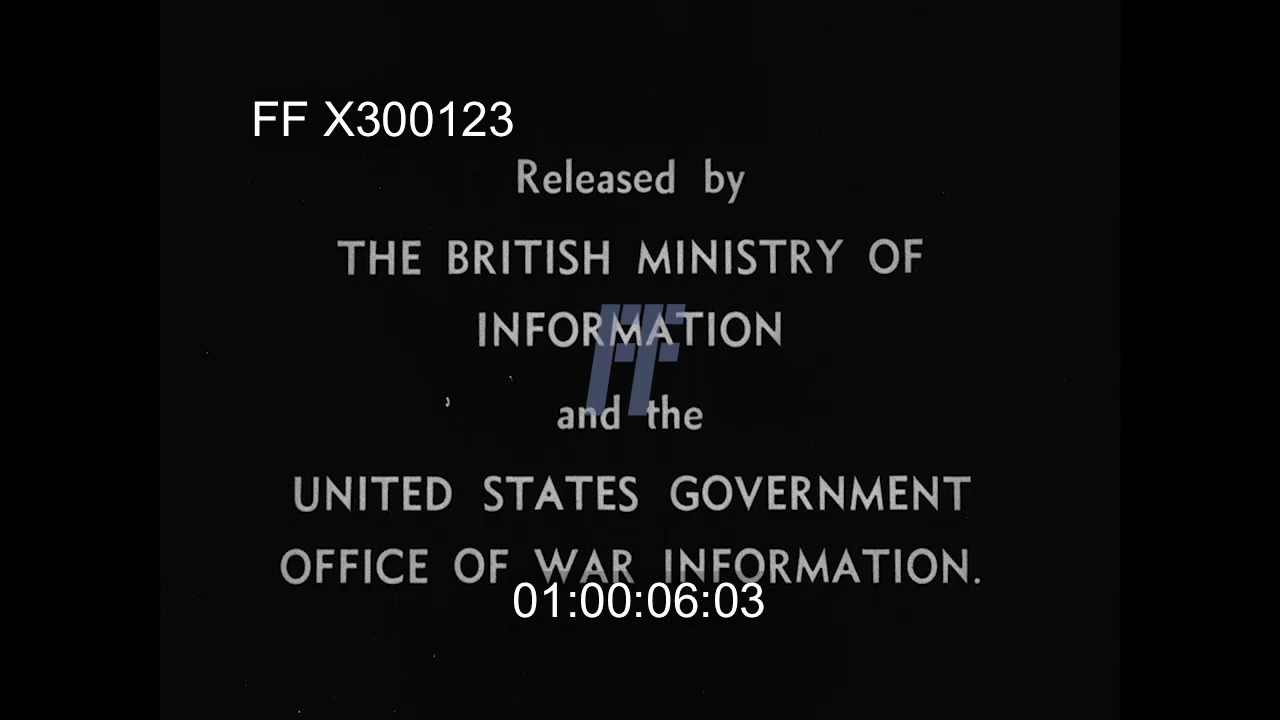 FF X300123
Released by
THE BRITISH MINISTRY OF
INFORMATION
FF
and the
UNITED STATES GOVERNMENT
OFFICE OF WAR INFORMATION.
01:00:06:03